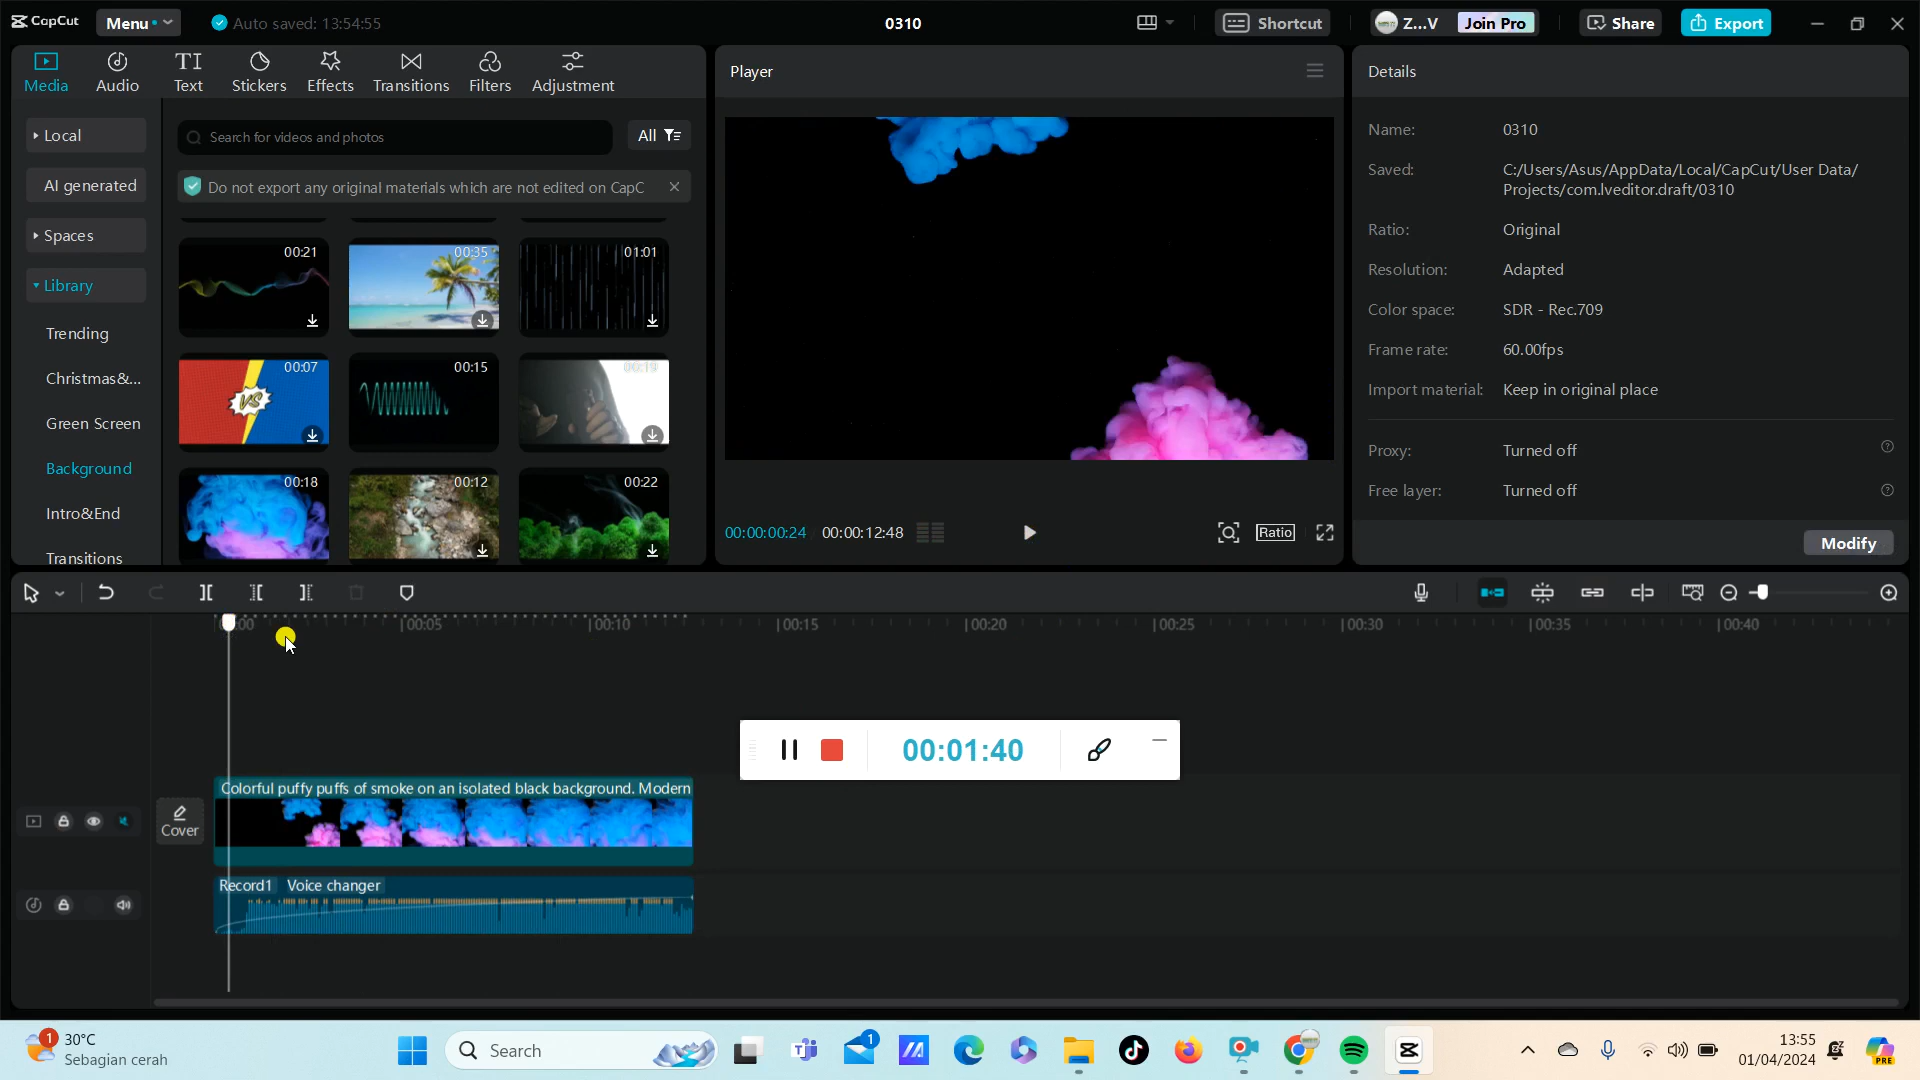 CapCut
Menu
Auto saved: 13:54:55
0310
Shortcut
Z...V
Join Pro
Share
Export
Media
Audio
TI
Text
Stickers
Effects
Transitions
Filters
Adjustment
Player
Details
Local
AI generated
Spaces
Library
Trending
Christmas&...
Green Screen
Background
Intro&End
Transitions
Search for videos and photos
All
Do not export any original materials which are not edited on CapC
00:21
00:35
01:01
00:07
VS
00:15
00:19
00:18
00:12
00:22
00:00:00:24
00:00:12:48
Ratio
Name:
0310
Saved:
C:/Users/Asus/AppData/Local/CapCut/User Data/
Projects/com.lveditor.draft/0310
Ratio:
Original
Resolution:
Adapted
Color space:
SDR - Rec.709
Frame rate:
60.00fps
Import material:
Keep in original place
Proxy:
Turned off
Free layer:
Turned off
Modify
00:05
00:10
00:15
00:20
00:25
00:30
00:35
00:40
00:01:40
Cover
Colorful puffy puffs of smoke on an isolated black background. Modern
Record1
Voice changer
1
30°C
Sebagian cerah
Search
1
13:55
01/04/2024
PRE